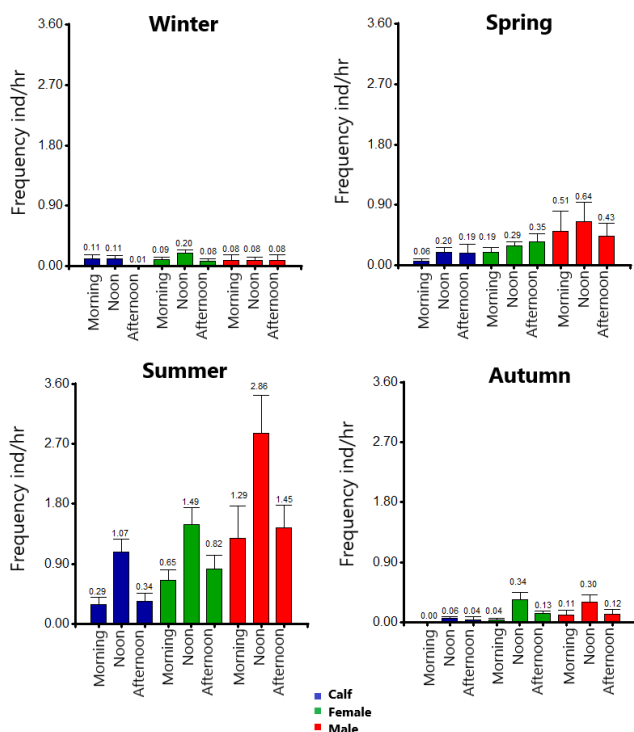 Winter
Frequency ind/hr
3.60
2.70
1.80
0.90
0.00
0.11
0.11
0.01
0.09
0.20
0.08
0.08
0.08
0.08
Morning
Noon
Afternoon
Morning
Noon
Afternoon
Morning
Noon
Afternoon
Spring
Frequency ind/hr
3.60
2.70
1.80
0.90
0.00
0.06
0.20
0.19
0.19
0.29
0.35
0.51
0.64
0.43
Morning
Noon
Afternoon
Morning
Noon
Afternoon
Morning
Noon
Afternoon
Summer
Frequency ind/hr
3.60
2.70
1.80
0.90
0.00
0.29
1.07
0.34
0.65
1.49
0.82
1.29
2.86
1.45
Morning
Noon
Afternoon
Morning
Noon
Afternoon
Morning
Noon
Afternoon
Autumn
Frequency ind/hr
3.60
2.70
1.80
0.90
0.00
0.00
0.06
0.04
0.04
0.34
0.13
0.11
0.30
0.12
Morning
Noon
Afternoon
Morning
Noon
Afternoon
Morning
Noon
Afternoon
Calf
Female
Male